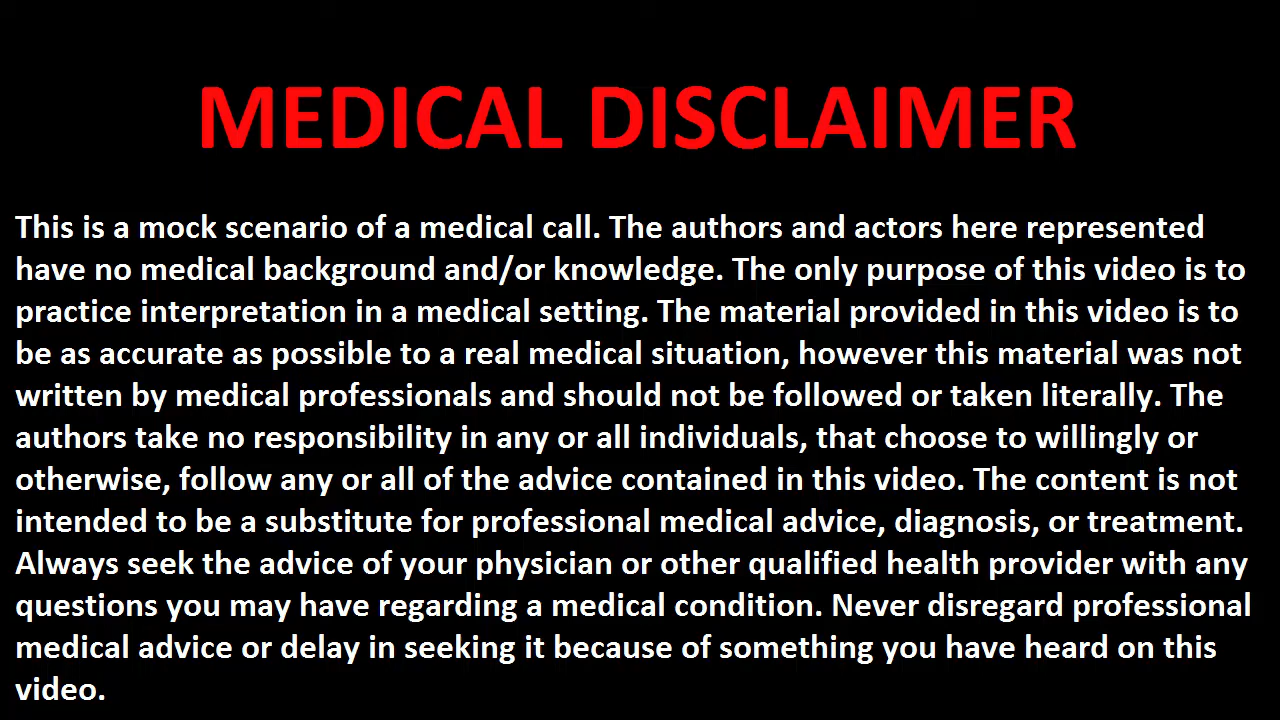 MEDICAL DISCLAIMER
This is a mock scenario of a medical call. The authors and actors here represented
have no medical background and/or knowledge. The only purpose of this video is to
practice interpretation in a medical setting. The material provided in this video is to
be as accurate as possible to a real medical situation, however this material was not
written by medical professionals and should not be followed or taken literally. The
authors take no responsibility in any or all individuals, that choose to willingly or
otherwise, follow any or all of the advice contained in this video. The content is not
intended to be a substitute for professional medical advice, diagnosis, or treatment.
Always seek the advice of your physician or other qualified health provider with any
questions you may have regarding a medical condition. Never disregard professional
medical advice or delay in seeking it because of something you have heard on this
video.